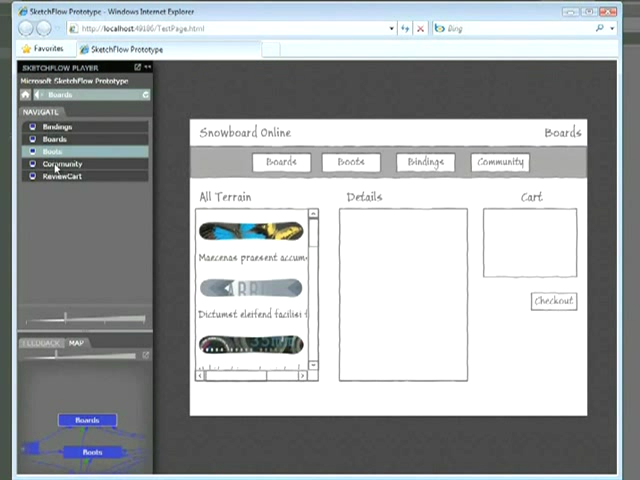 SketchFlow Prototype - Windows Internet Explorer
http://localhost:49186/TestPage.html
Bing
Favorites
SketchFlow Prototype
SKETCHFLOW PLAYER
Microsoft SketchFlow Prototype
Boards
NAVIGATE
Bindings
Boards
Boots
Community
ReviewCart
FEEDBACK
MAP
Boards
Boots
Snowboard Online
Boards
Boards
Boots
Bindings
Community
All Terrain
Details
Cart
Maecenas praesent accum
Dictumst eleifend facilisi
Checkout